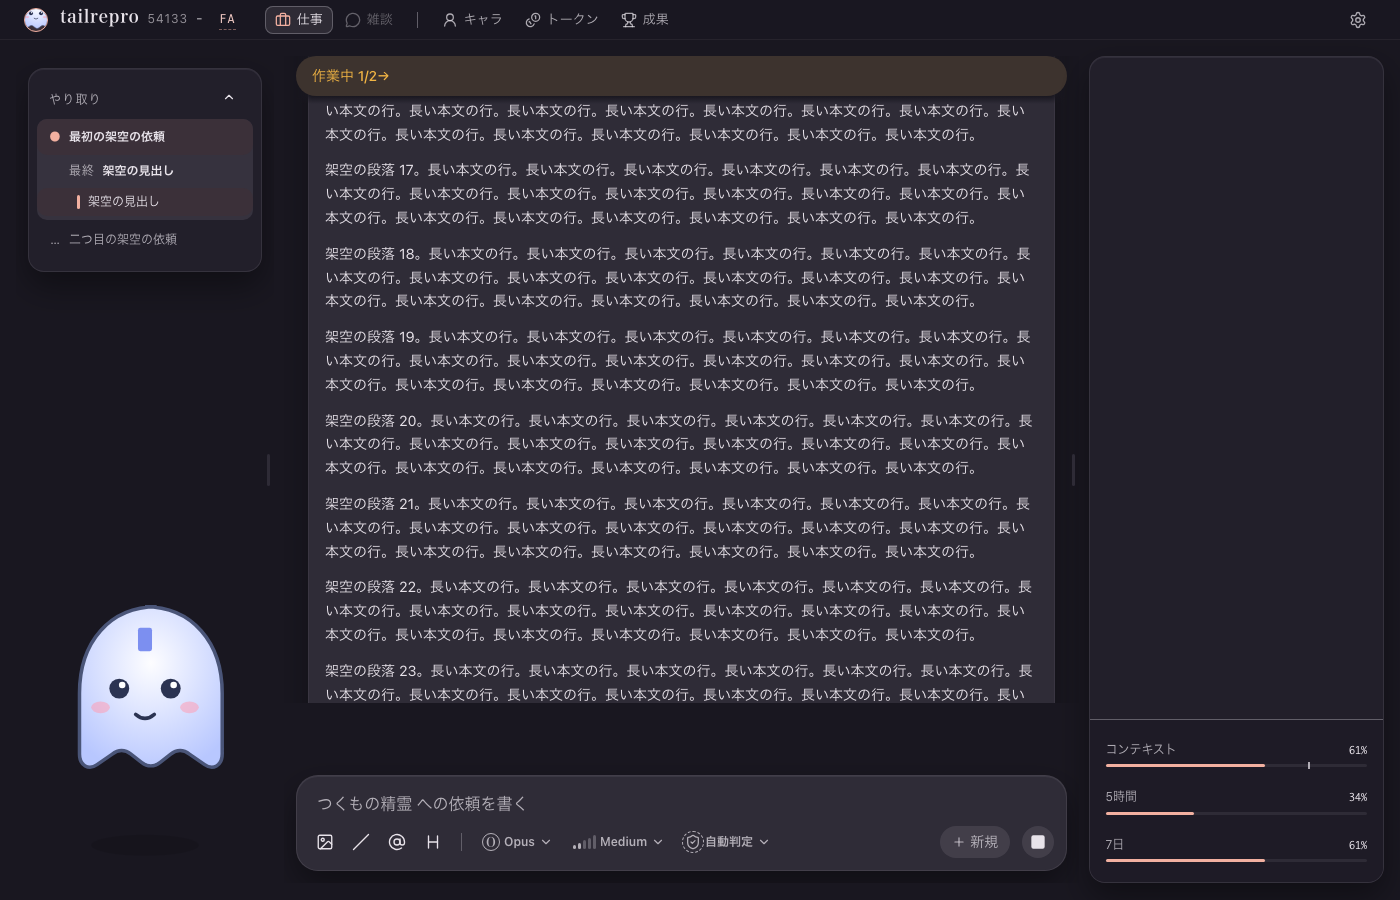 tailrepro 54133 - FA 仕事 雑談 キャラ トークン 成果
やり取り
最初の架空の依頼
最終 架空の見出し
架空の見出し
... 二つ目の架空の依頼
作業中 1/2→
い本文の行。長い本文の行。長い本文の行。長い本文の行。長い本文の行。長い本文の行。長い本文の行。長い
本文の行。長い本文の行。長い本文の行。長い本文の行。長い本文の行。長い本文の行。長い本文の行。
架空の段落 17。長い本文の行。長い本文の行。長い本文の行。長い本文の行。長い本文の行。長い本文の行。長
い本文の行。長い本文の行。長い本文の行。長い本文の行。長い本文の行。長い本文の行。長い本文の行。長い
本文の行。長い本文の行。長い本文の行。長い本文の行。長い本文の行。長い本文の行。長い本文の行。
架空の段落 18。長い本文の行。長い本文の行。長い本文の行。長い本文の行。長い本文の行。長い本文の行。長
い本文の行。長い本文の行。長い本文の行。長い本文の行。長い本文の行。長い本文の行。長い本文の行。長い
本文の行。長い本文の行。長い本文の行。長い本文の行。長い本文の行。長い本文の行。長い本文の行。
架空の段落 19。長い本文の行。長い本文の行。長い本文の行。長い本文の行。長い本文の行。長い本文の行。長
い本文の行。長い本文の行。長い本文の行。長い本文の行。長い本文の行。長い本文の行。長い本文の行。長い
本文の行。長い本文の行。長い本文の行。長い本文の行。長い本文の行。長い本文の行。長い本文の行。
架空の段落 20。長い本文の行。長い本文の行。長い本文の行。長い本文の行。長い本文の行。長い本文の行。長
い本文の行。長い本文の行。長い本文の行。長い本文の行。長い本文の行。長い本文の行。長い本文の行。長い
本文の行。長い本文の行。長い本文の行。長い本文の行。長い本文の行。長い本文の行。長い本文の行。
架空の段落 21。長い本文の行。長い本文の行。長い本文の行。長い本文の行。長い本文の行。長い本文の行。長
い本文の行。長い本文の行。長い本文の行。長い本文の行。長い本文の行。長い本文の行。長い本文の行。長い
本文の行。長い本文の行。長い本文の行。長い本文の行。長い本文の行。長い本文の行。長い本文の行。
架空の段落 22。長い本文の行。長い本文の行。長い本文の行。長い本文の行。長い本文の行。長い本文の行。長
い本文の行。長い本文の行。長い本文の行。長い本文の行。長い本文の行。長い本文の行。長い本文の行。長い
本文の行。長い本文の行。長い本文の行。長い本文の行。長い本文の行。長い本文の行。長い本文の行。
架空の段落 23。長い本文の行。長い本文の行。長い本文の行。長い本文の行。長い本文の行。長い本文の行。長
い本文の行。長い本文の行。長い本文の行。長い本文の行。長い本文の行。長い本文の行。長い本文の行。長い
つくもの精霊 への依頼を書く
Opus Medium 自動判定 + 新規
コンテキスト 61%
5時間 34%
7日 61%